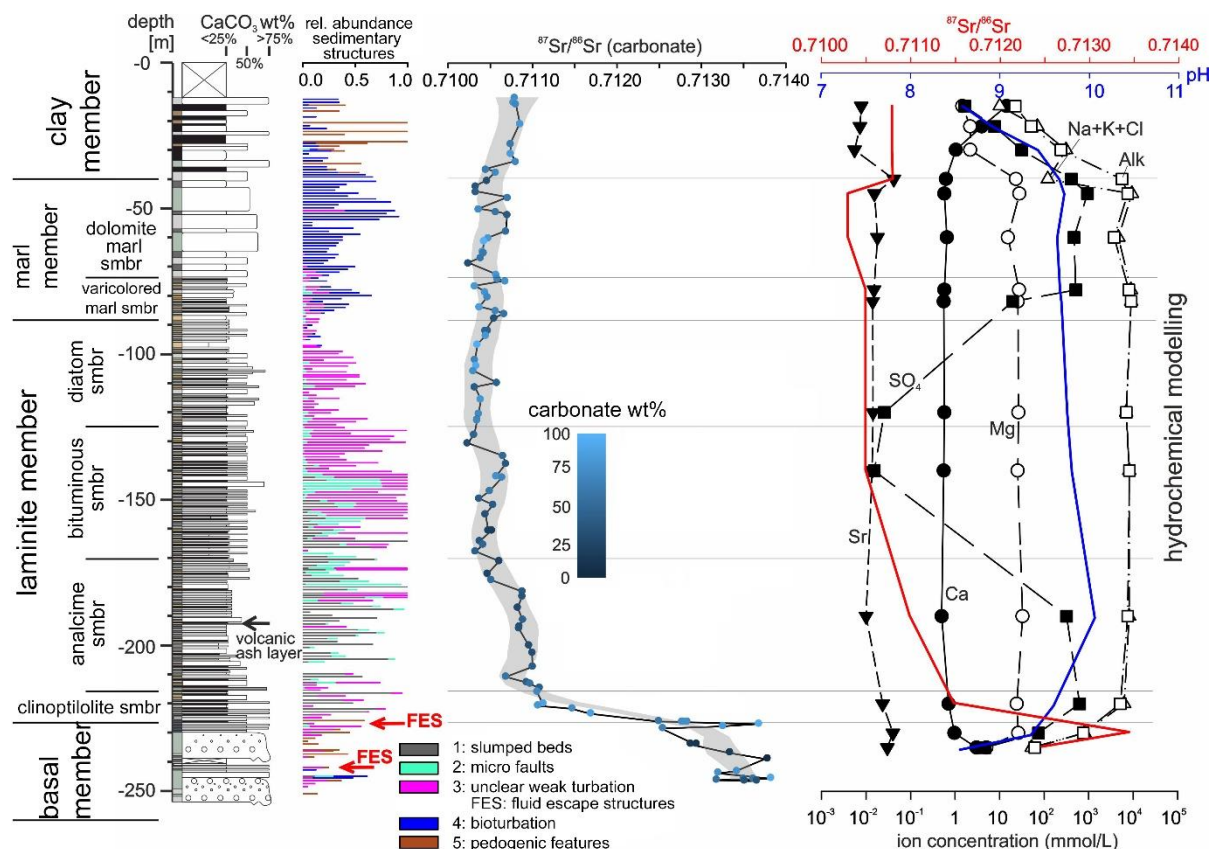 depth
[m]
CaCO3 wt%
<25% >75%
50%
rel. abundance
sedimentary
structures
0.0 0.5 1.0
87Sr/86Sr (carbonate)
0.7100 0.7110 0.7120 0.7130 0.7140
87Sr/86Sr
0.7100 0.7110 0.7120 0.7130 0.7140
pH
7 8 9 10 11
-0
-50
-100
-150
-200
-250
clay
member
marl
member
dolomite
marl
smbr
varicolored
marl smbr
laminite member
diatom
smbr
bituminous
smbr
analcime
smbr
clinoptilolite smbr
basal
member
volcanic
ash layer
FES
FES
carbonate wt%
100
75
50
25
0
1: slumped beds
2: micro faults
3: unclear weak turbation
FES: fluid escape structures
4: bioturbation
5: pedogenic features
Na+K+Cl
Alk
SO4
Mg
Sr
Ca
hydrochemical modelling
10-3 10-2 10-1 1 101 102 103 104 105
ion concentration (mmol/L)